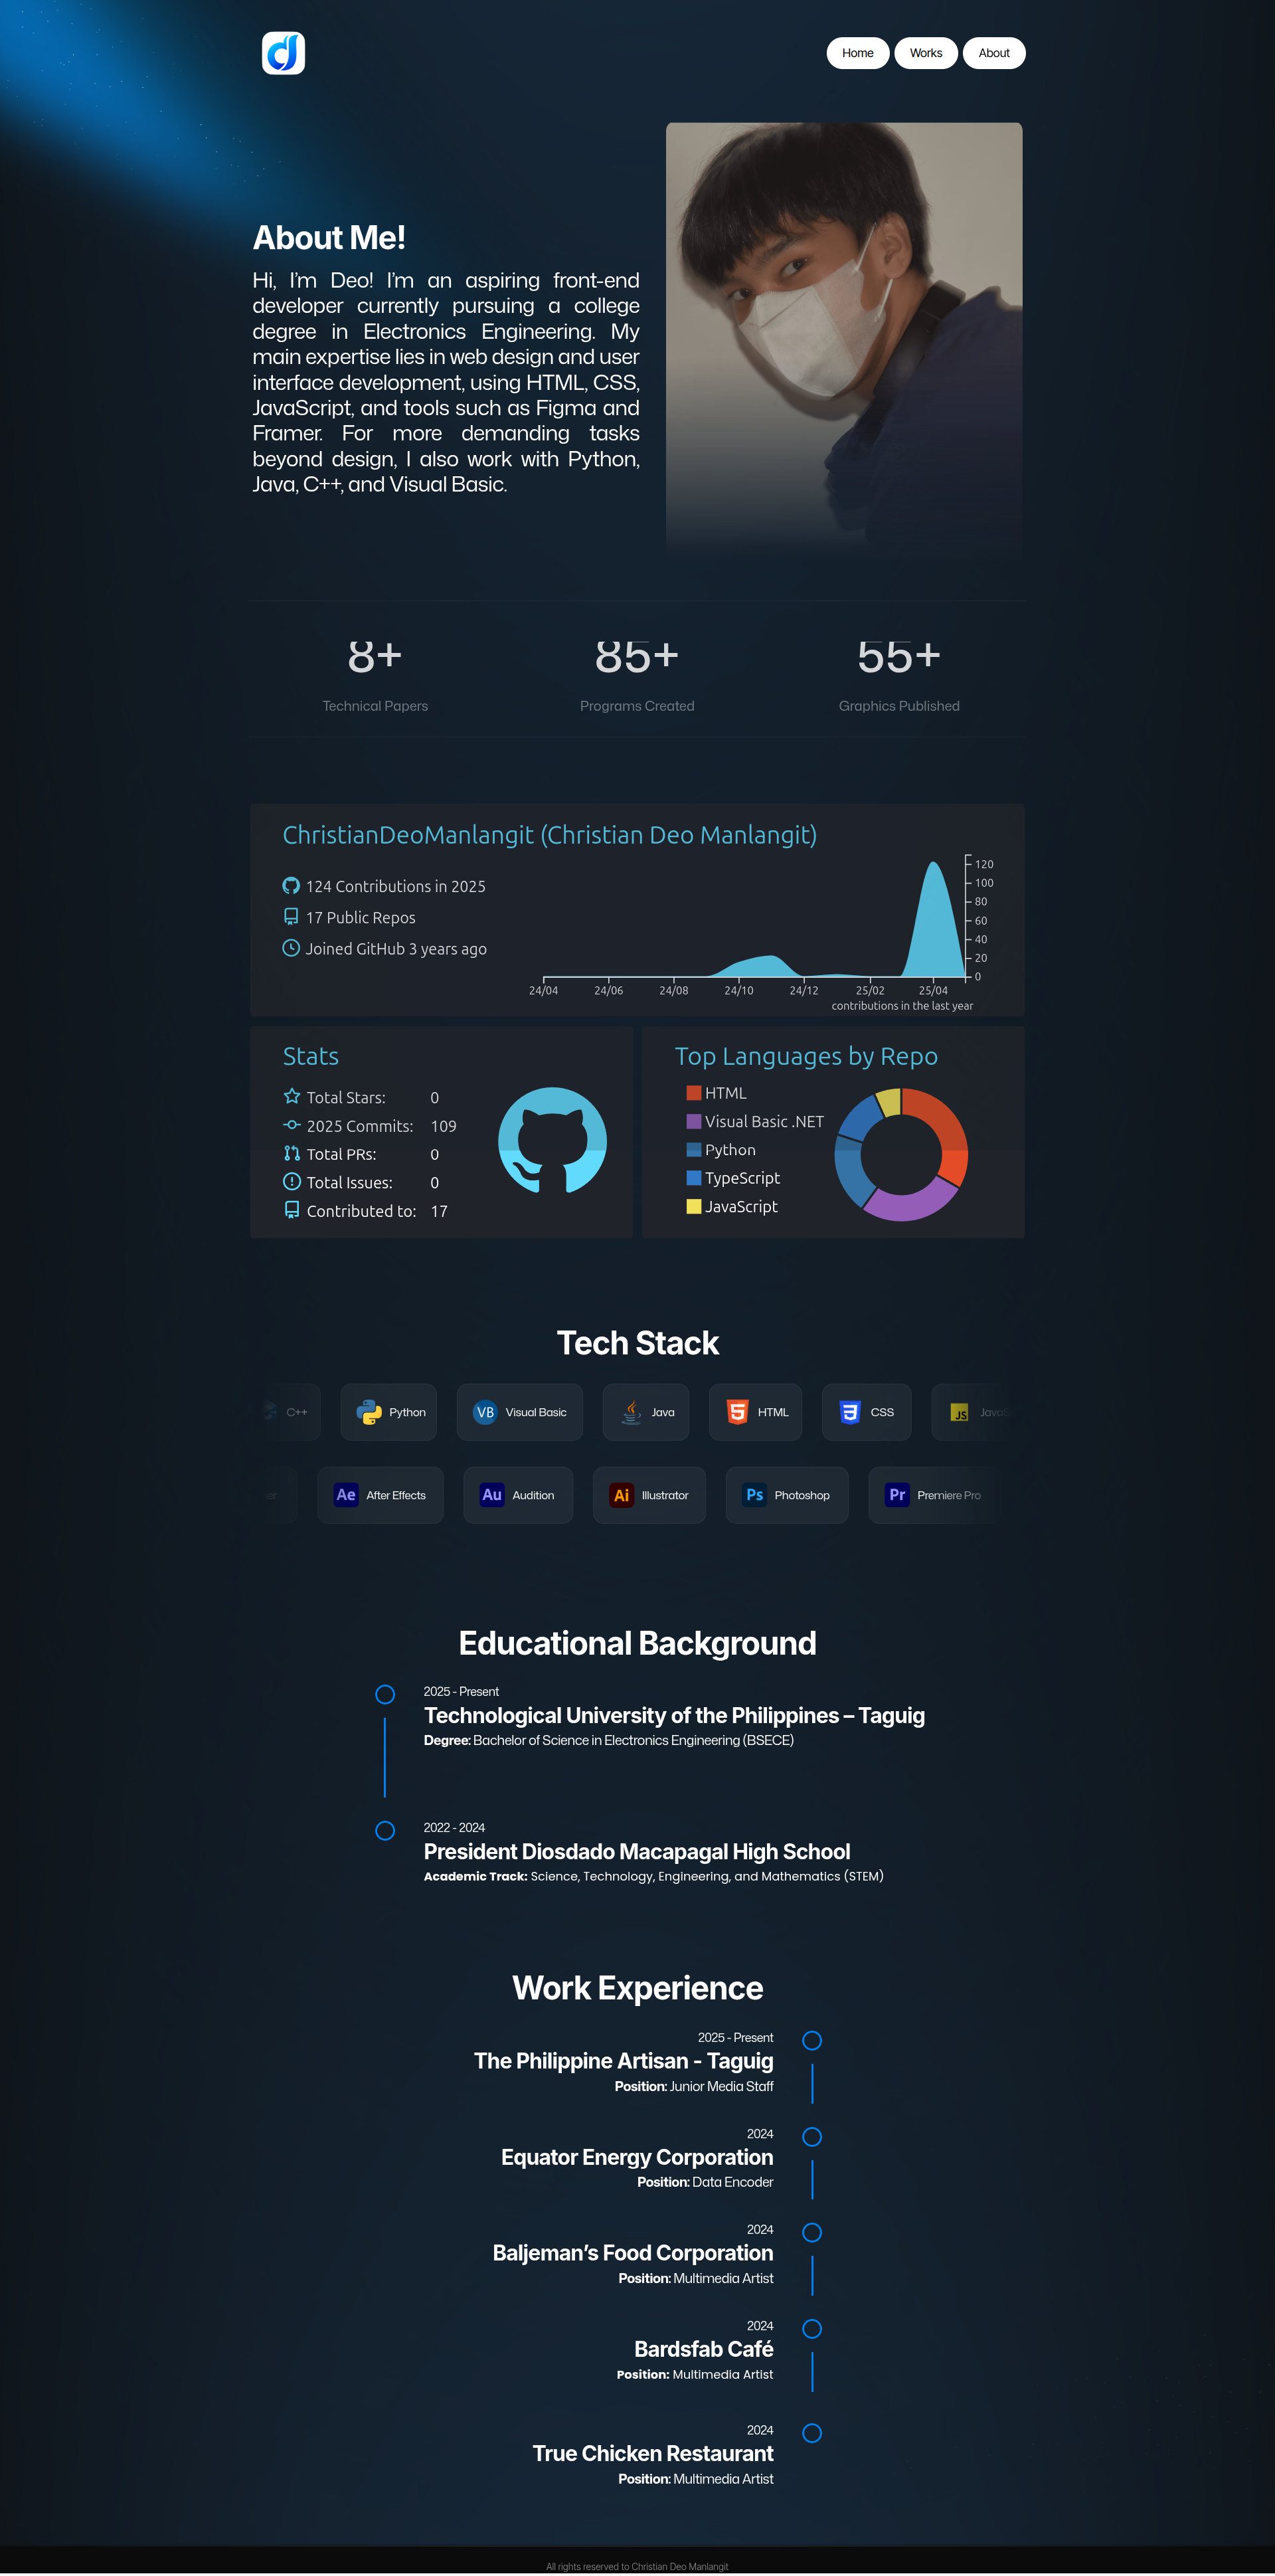 Home Works About
About Me!
Hi, I'm Deo! I'm an aspiring front-end
developer currently pursuing a college
degree in Electronics Engineering. My
main expertise lies in web design and user
interface development, using HTML, CSS,
JavaScript, and tools such as Figma and
Framer. For more demanding tasks
beyond design, I also work with Python,
Java, C++, and Visual Basic.
8+ 85+ 55+
Technical Papers Programs Created Graphics Published
ChristianDeoManlangit (Christian Deo Manlangit)
124 Contributions in 2025
17 Public Repos
Joined GitHub 3 years ago
120
100
80
60
40
20
0
24/04 24/06 24/08 24/10 24/12 25/02 25/04
contributions in the last year
Stats
Total Stars: 0
2025 Commits: 109
Total PRs: 0
Total Issues: 0
Contributed to: 17
Top Languages by Repo
HTML
Visual Basic .NET
Python
TypeScript
JavaScript
Tech Stack
C++ Python VB Visual Basic Java 5 HTML 3 CSS JS JavaS
er Ae After Effects Au Audition Ai Illustrator Ps Photoshop Pr Premiere Pro
Educational Background
2025 - Present
Technological University of the Philippines – Taguig
Degree: Bachelor of Science in Electronics Engineering (BSECE)
2022 - 2024
President Diosdado Macapagal High School
Academic Track: Science, Technology, Engineering, and Mathematics (STEM)
Work Experience
2025 - Present
The Philippine Artisan - Taguig
Position: Junior Media Staff
2024
Equator Energy Corporation
Position: Data Encoder
2024
Baljeman's Food Corporation
Position: Multimedia Artist
2024
Bardsfab Café
Position: Multimedia Artist
2024
True Chicken Restaurant
Position: Multimedia Artist
All rights reserved to Christian Deo Manlangit